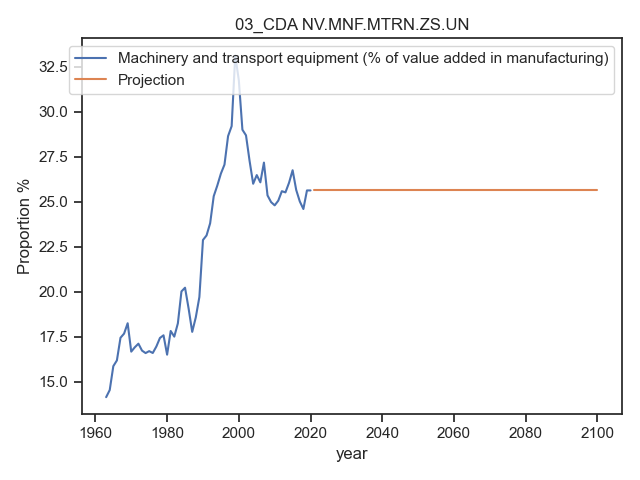 03_CDA NV.MNF.MTRN.ZS.UN
Machinery and transport equipment (% of value added in manufacturing)
Projection
32.5
30.0
27.5
25.0
22.5
20.0
17.5
15.0
Proportion %
1960 1980 2000 2020 2040 2060 2080 2100
year